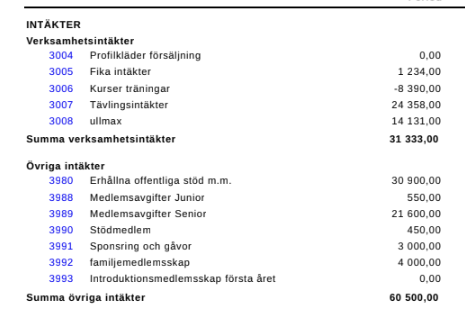 INTÄKTER
Verksamhetsintäkter
3004 Profilkläder försäljning 0,00
3005 Fika intäkter 1 234,00
3006 Kurser träningar -8 390,00
3007 Tävlingsintäkter 24 358,00
3008 ullmax 14 131,00
Summa verksamhetsintäkter 31 333,00
Övriga intäkter
3980 Erhållna offentliga stöd m.m. 30 900,00
3988 Medlemsavgifter Junior 550,00
3989 Medlemsavgifter Senior 21 600,00
3990 Stödmedlem 450,00
3991 Sponsring och gåvor 3 000,00
3992 familjemedlemsskap 4 000,00
3993 Introduktionsmedlemsskap första året 0,00
Summa övriga intäkter 60 500,00